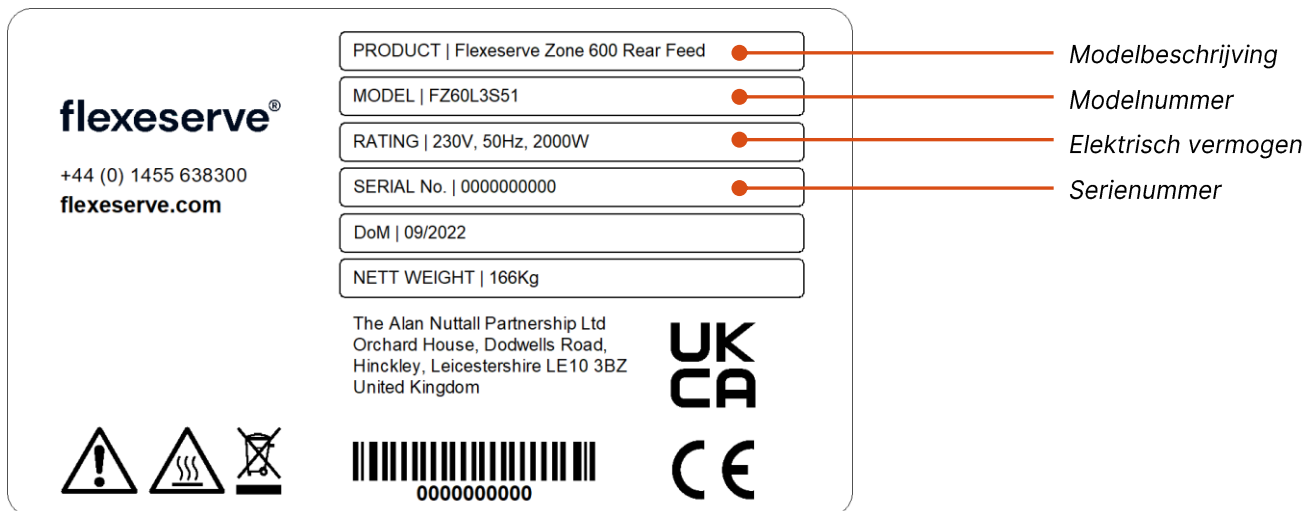 flexeserve®
+44 (0) 1455 638300
flexeserve.com
PRODUCT | Flexeserve Zone 600 Rear Feed
MODEL | FZ60L3S51
RATING | 230V, 50Hz, 2000W
SERIAL No. | 0000000000
DoM | 09/2022
NETT WEIGHT | 166Kg
The Alan Nuttall Partnership Ltd
Orchard House, Dodwells Road,
Hinckley, Leicestershire LE10 3BZ
United Kingdom
UK
CA
0000000000
CE
Modelbeschrijving
Modelnummer
Elektrisch vermogen
Serienummer